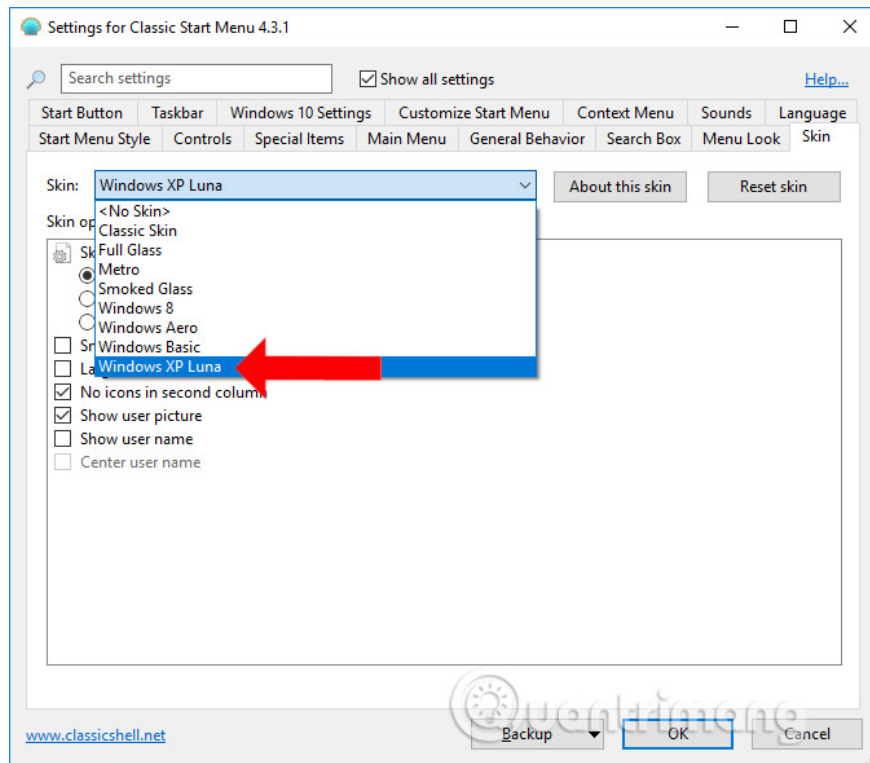 Settings for Classic Start Menu 4.3.1
Search settings
Show all settings
Help...
Start Button Taskbar Windows 10 Settings Customize Start Menu Context Menu Sounds Language
Start Menu Style Controls Special Items Main Menu General Behavior Search Box Menu Look Skin
Skin: Windows XP Luna About this skin Reset skin
<No Skin>
Classic Skin
Full Glass
Metro
Smoked Glass
Windows 8
Windows Aero
Windows Basic
Windows XP Luna
No icons in second column
Show user picture
Show user name
Center user name
Quantrimang
www.classicshell.net Backup OK Cancel